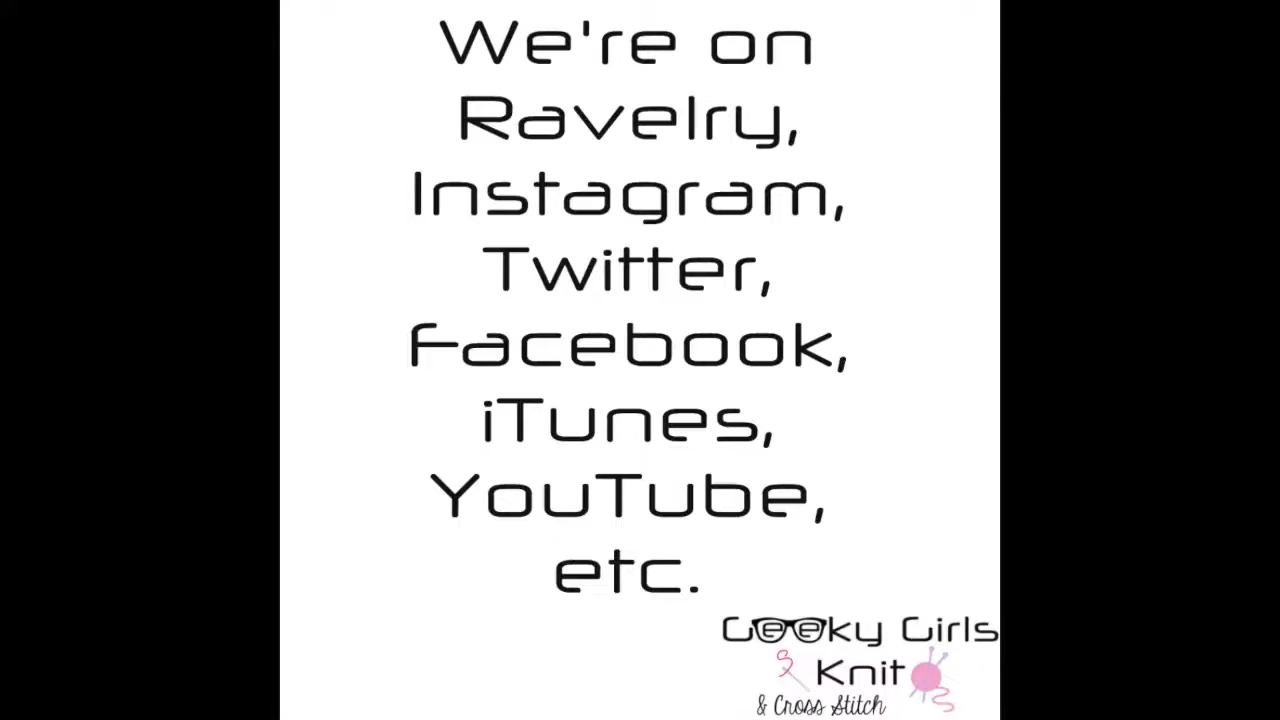 We're on
Ravelry,
Instagram,
Twitter,
Facebook,
iTunes,
YouTube,
etc.
Geeky Girls
Knit
& Cross Stitch